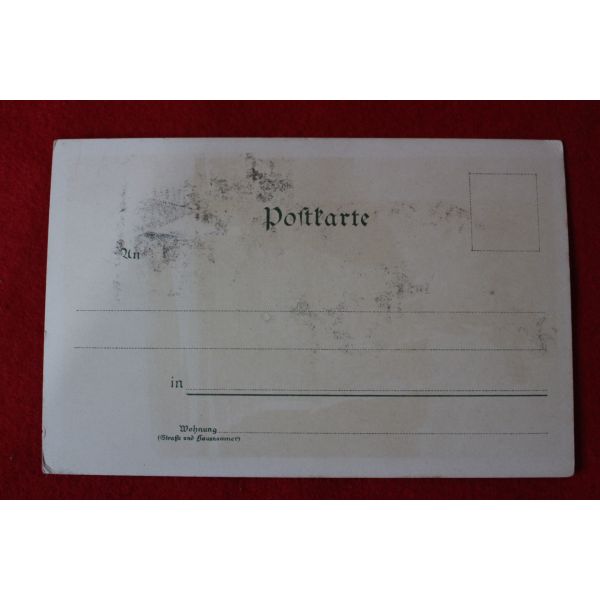 Poſtkarte
An
in
Wohnung
(Straße und Hausnummer)